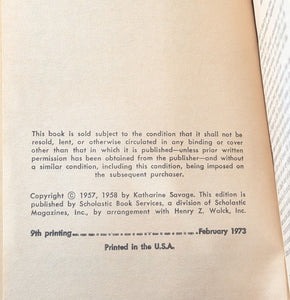 This book is sold subject to the condition that it shall not be
resold, lent, or otherwise circulated in any binding or cover
other than that in which it is published—unless prior written
permission has been obtained from the publisher—and without
a similar condition, including this condition, being imposed on
the subsequent purchaser.
Copyright © 1957, 1958 by Katharine Savage. This edition is
published by Scholastic Book Services, a division of Scholastic
Magazines, Inc., by arrangement with Henry Z. Walck, Inc.
9th printing February 1973
Printed in the U.S.A.